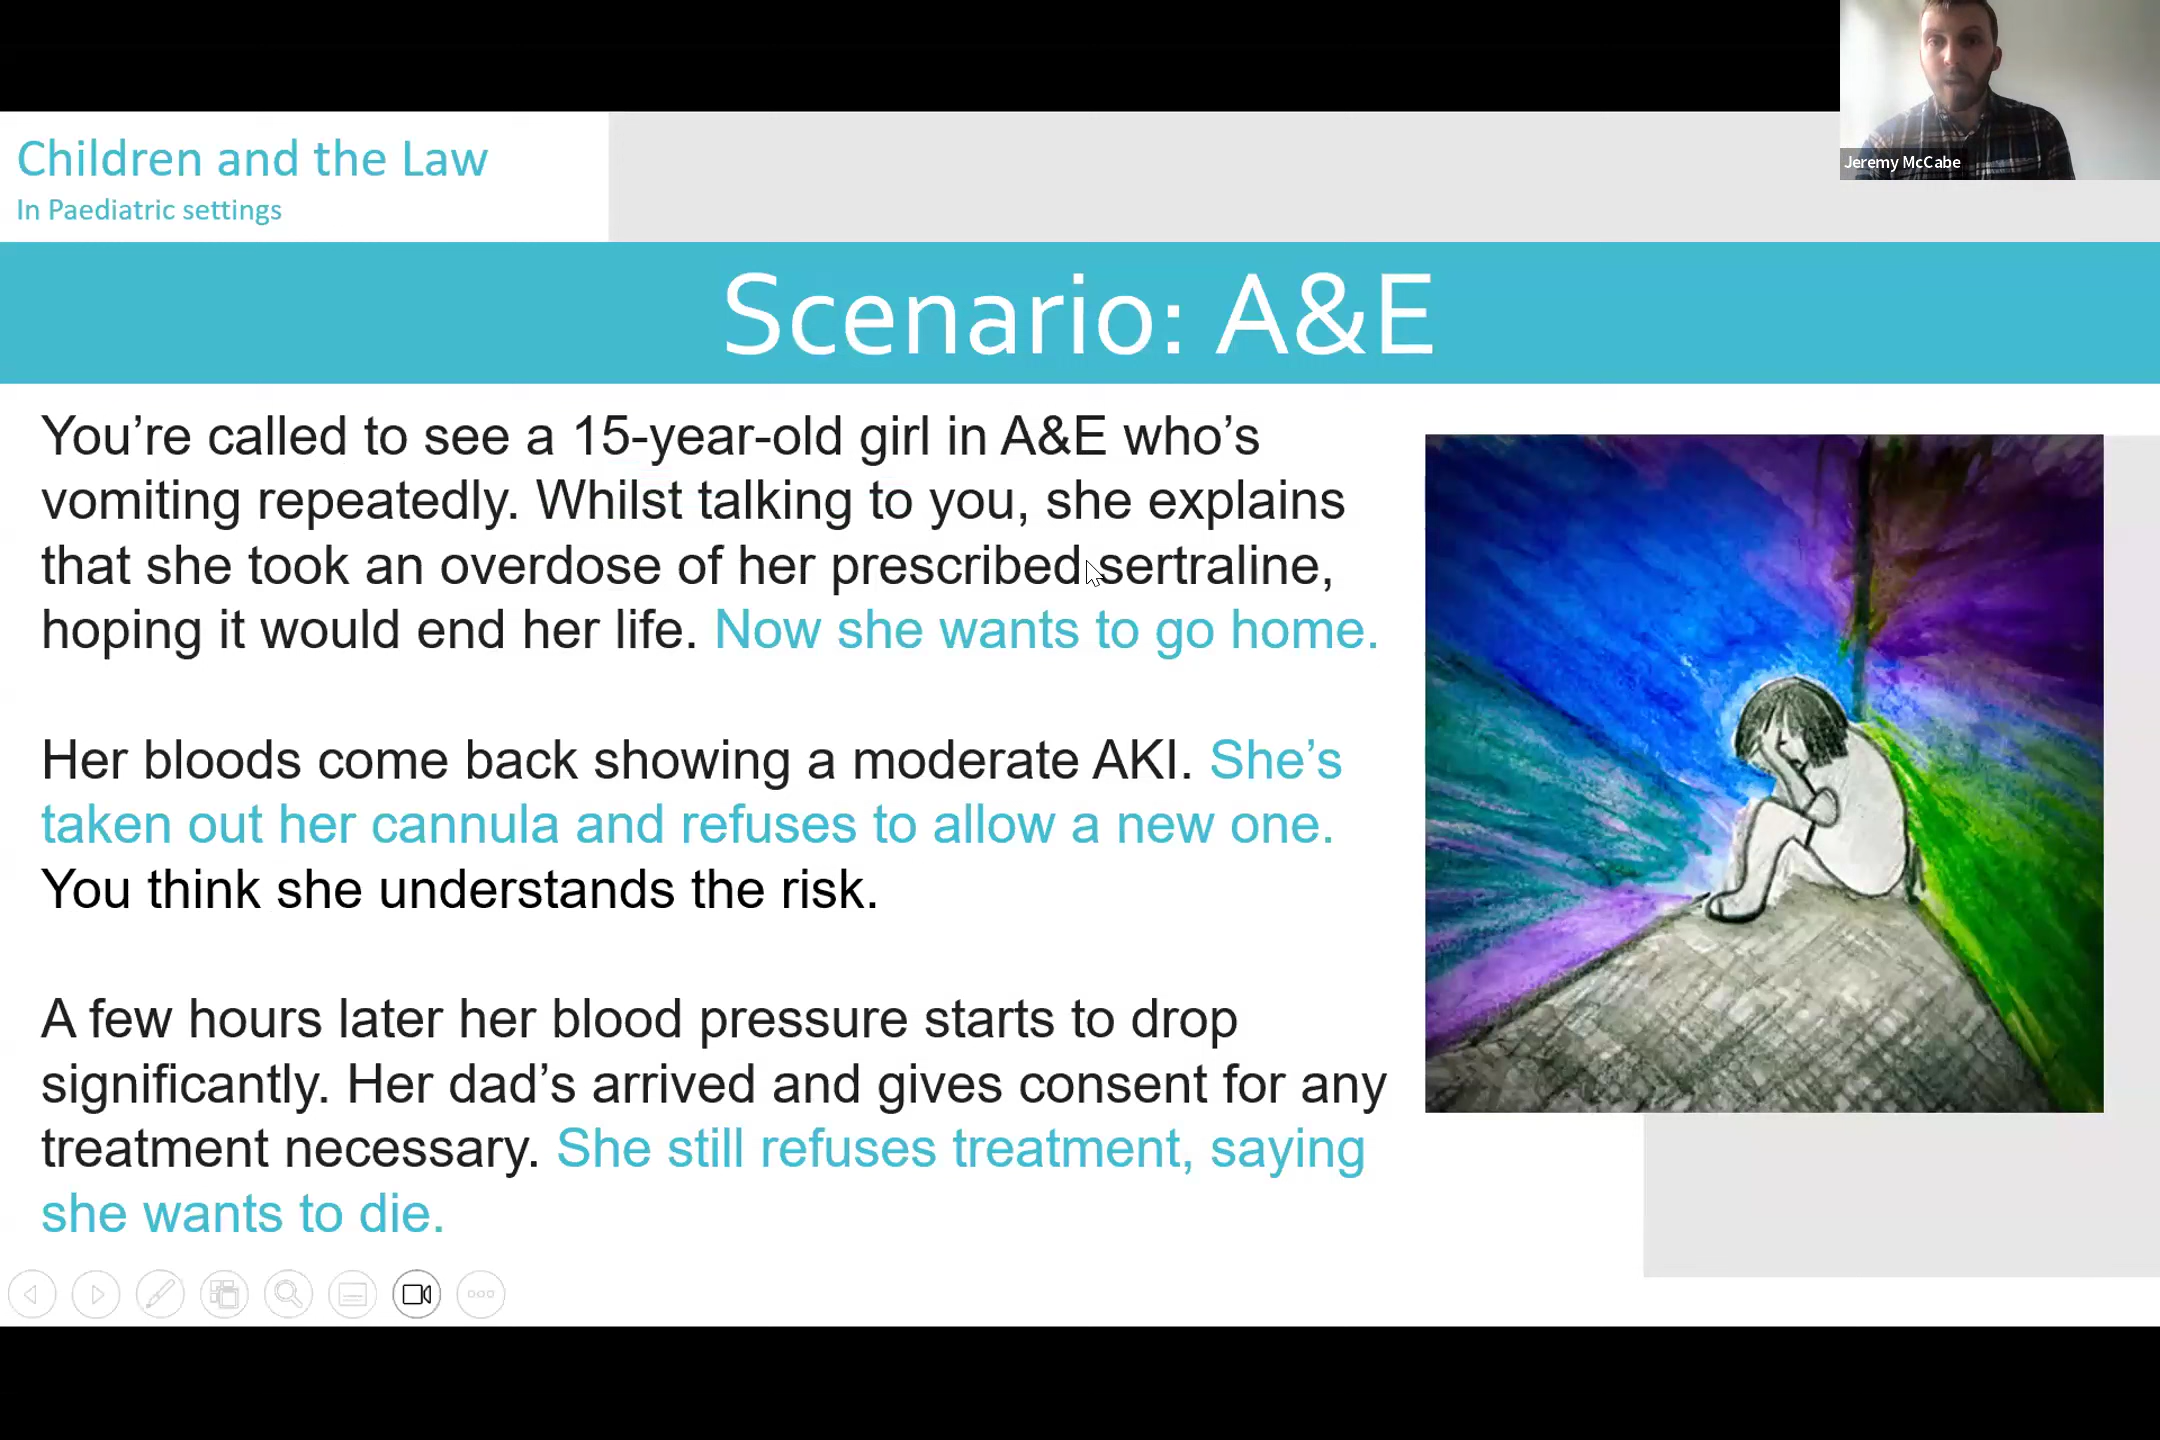 Jeremy McCabe
Children and the Law
In Paediatric settings
Scenario: A&E
You’re called to see a 15-year-old girl in A&E who’s
vomiting repeatedly. Whilst talking to you, she explains
that she took an overdose of her prescribed sertraline,
hoping it would end her life. Now she wants to go home.
Her bloods come back showing a moderate AKI. She’s
taken out her cannula and refuses to allow a new one.
You think she understands the risk.
A few hours later her blood pressure starts to drop
significantly. Her dad’s arrived and gives consent for any
treatment necessary. She still refuses treatment, saying
she wants to die.